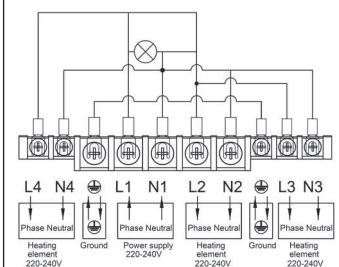 L4 N4 L1 N1 L2 N2 L3 N3
Phase Neutral Phase Neutral Phase Neutral Phase Neutral
Heating Ground Power supply Heating Ground Heating
element 220-240V element element
220-240V 220-240V 220-240V